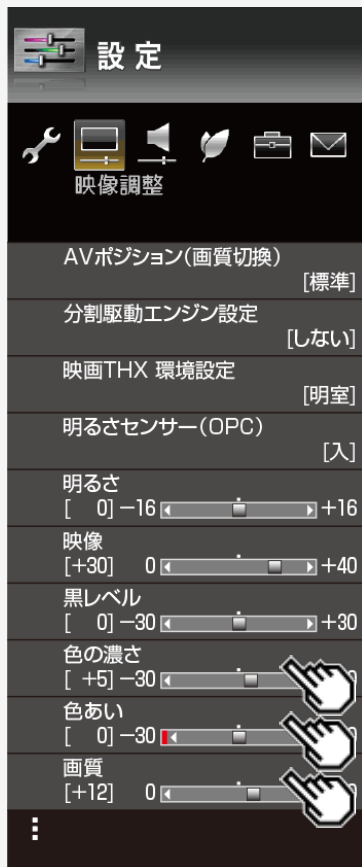 設定
映像調整
AVポジション(画質切換)
[標準]
分割駆動エンジン設定
[しない]
映画THX 環境設定
[明室]
明るさセンサー(OPC)
[入]
明るさ
[ 0] −16 +16
映像
[+30] 0 +40
黒レベル
[ 0] −30 +30
色の濃さ
[ +5] −30
色あい
[ 0] −30
画質
[+12] 0